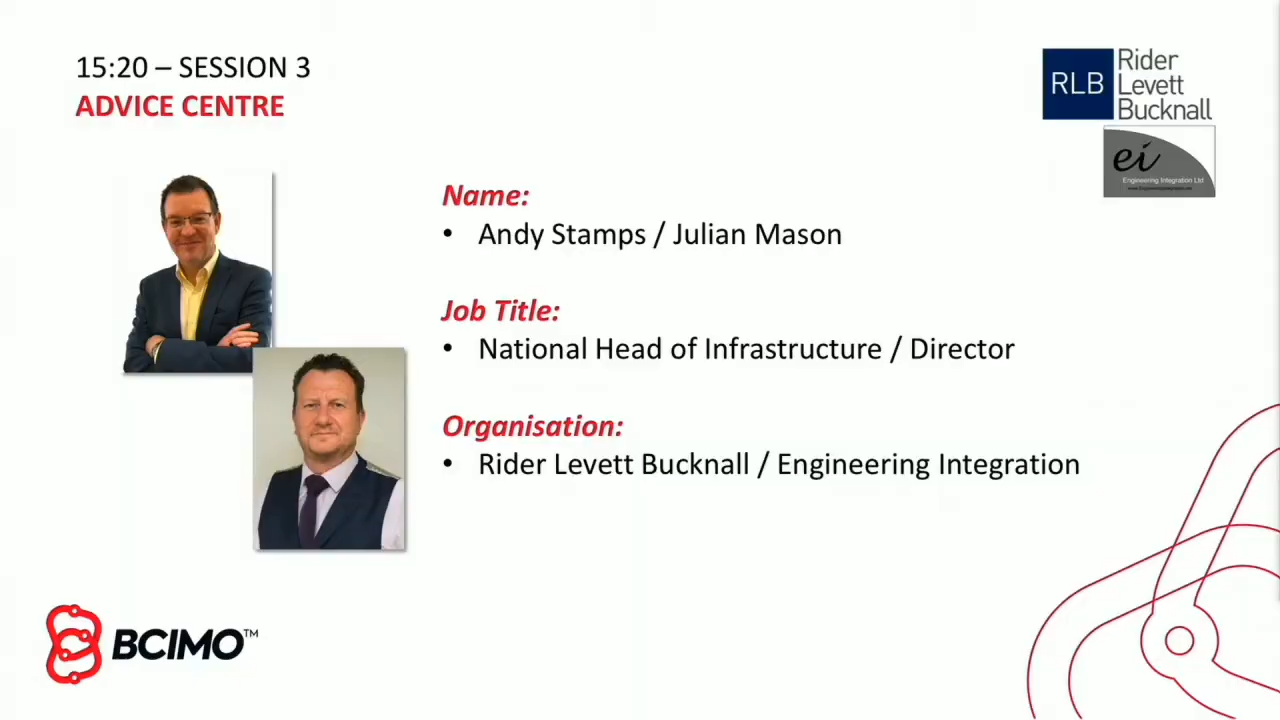 15:20 – SESSION 3
ADVICE CENTRE
RLB
Rider
Levett
Bucknall
ei
Engineering Integration Ltd
Name:
• Andy Stamps / Julian Mason
Job Title:
• National Head of Infrastructure / Director
Organisation:
• Rider Levett Bucknall / Engineering Integration
BCIMO™